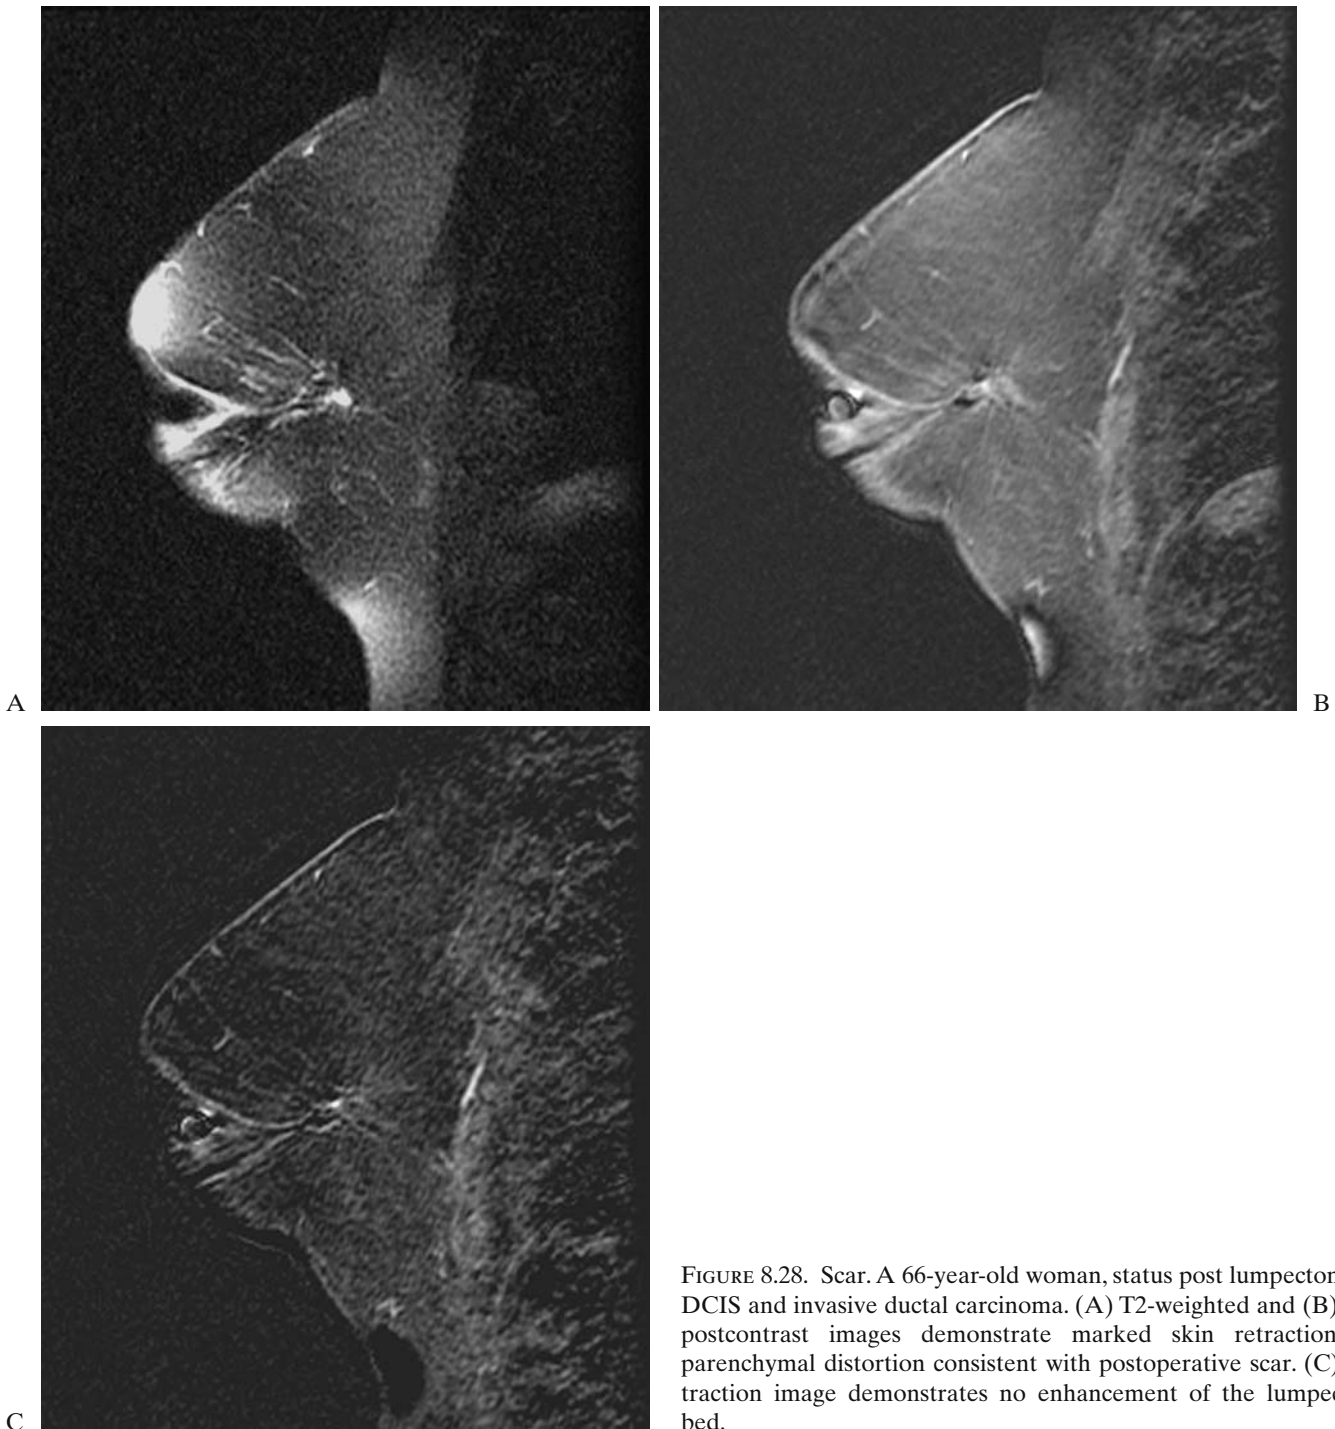 A
B
C
FIGURE 8.28. Scar. A 66-year-old woman, status post
DCIS and invasive ductal carcinoma. (A) T2-weighted and (B)
postcontrast images demonstrate marked skin retraction
parenchymal distortion consistent with postoperative scar. (C)
traction image demonstrates no enhancement of the
bed.